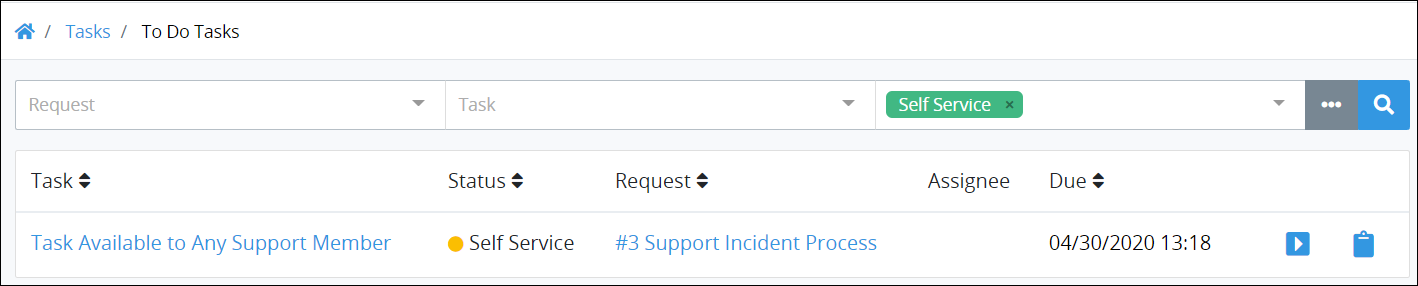 / Tasks / To Do Tasks
Request Task Self Service ×
Task Status Request Assignee Due
Task Available to Any Support Member Self Service #3 Support Incident Process 04/30/2020 13:18